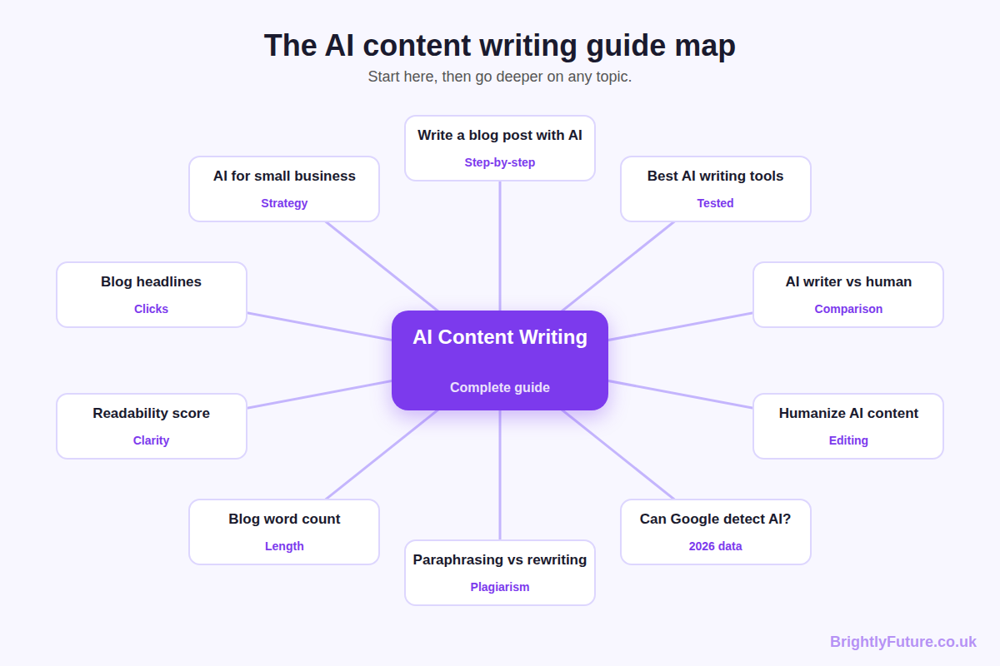 The AI content writing guide map
Start here, then go deeper on any topic.
Write a blog post with AI
Step-by-step
AI for small business
Strategy
Best AI writing tools
Tested
Blog headlines
Clicks
AI writer vs human
Comparison
AI Content Writing
Complete guide
Readability score
Clarity
Humanize AI content
Editing
Blog word count
Length
Can Google detect AI?
2026 data
Paraphrasing vs rewriting
Plagiarism
BrightlyFuture.co.uk